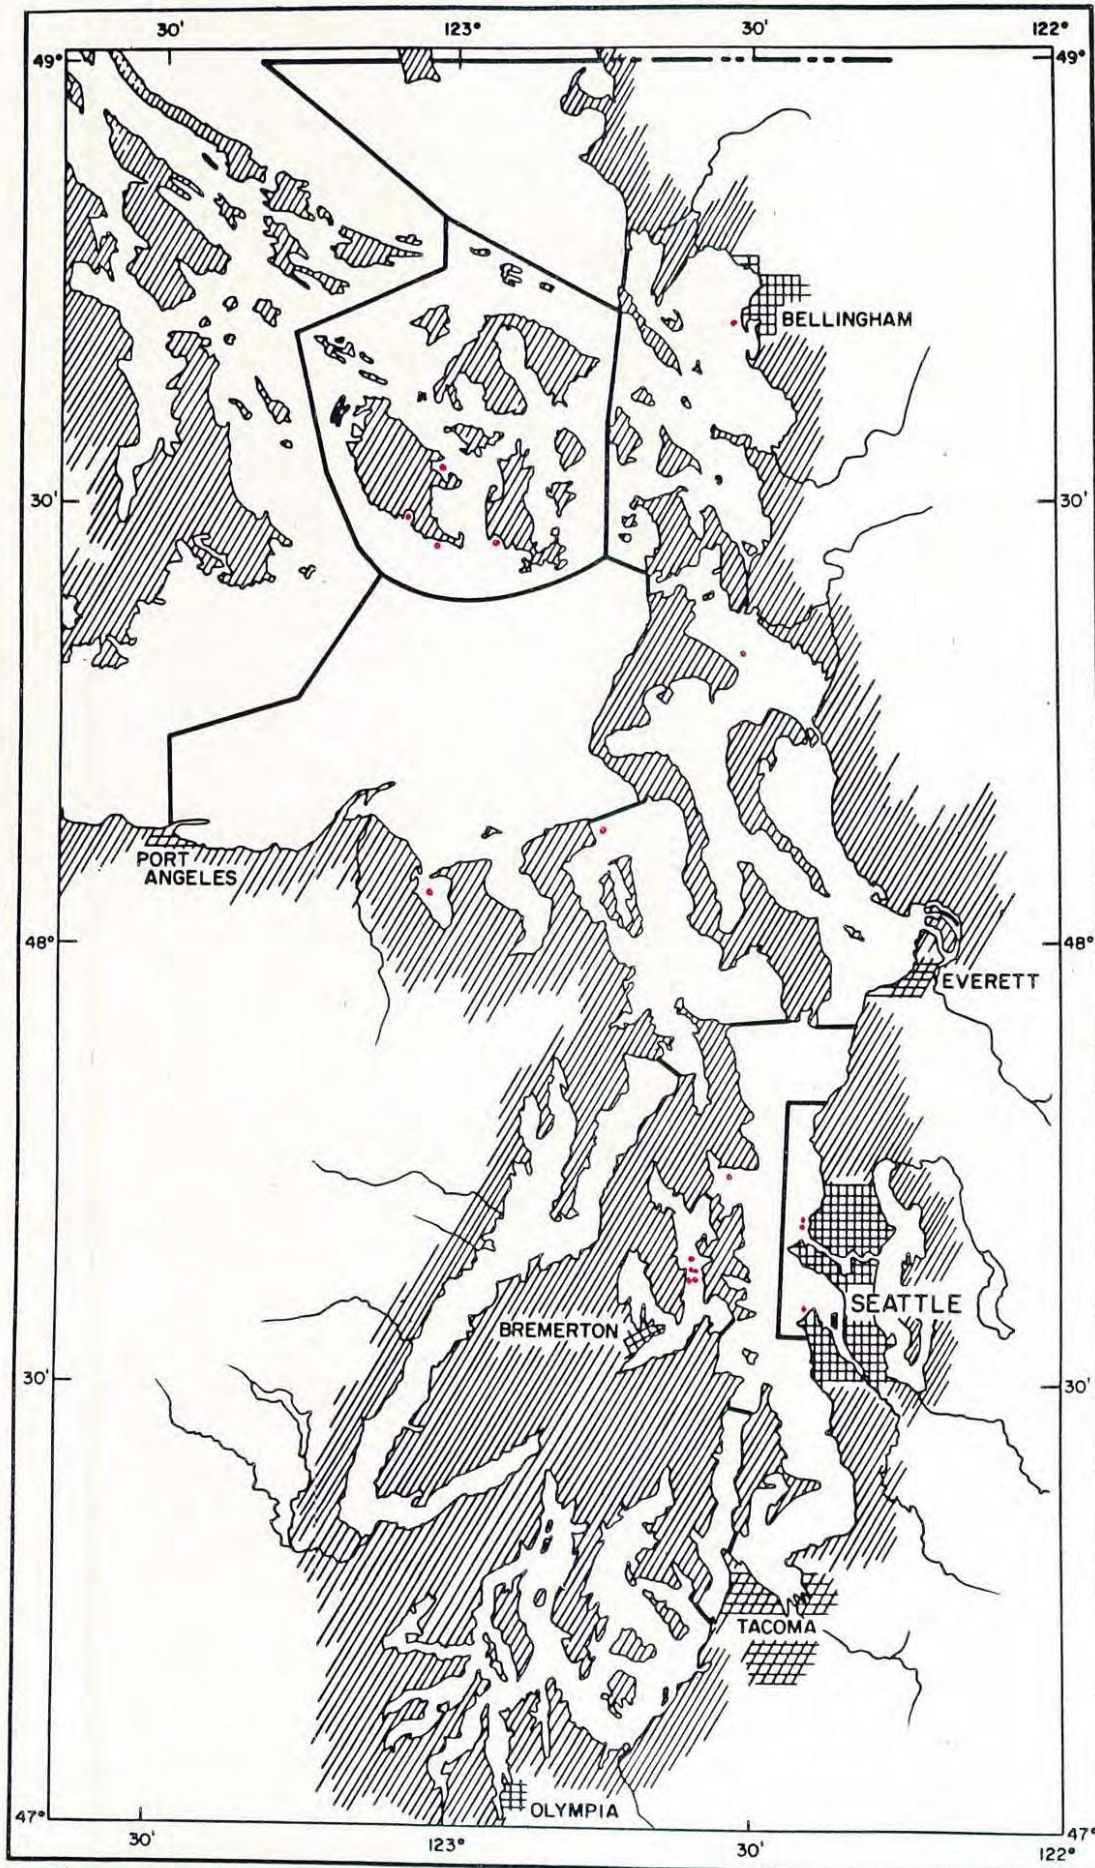 30'
123°
30'
122°
49°
49°
BELLINGHAM
30'
30'
PORT
ANGELES
48°
48°
EVERETT
SEATTLE
BREMERTON
30'
30'
TACOMA
OLYMPIA
47°
47°
30'
123°
30'
122°